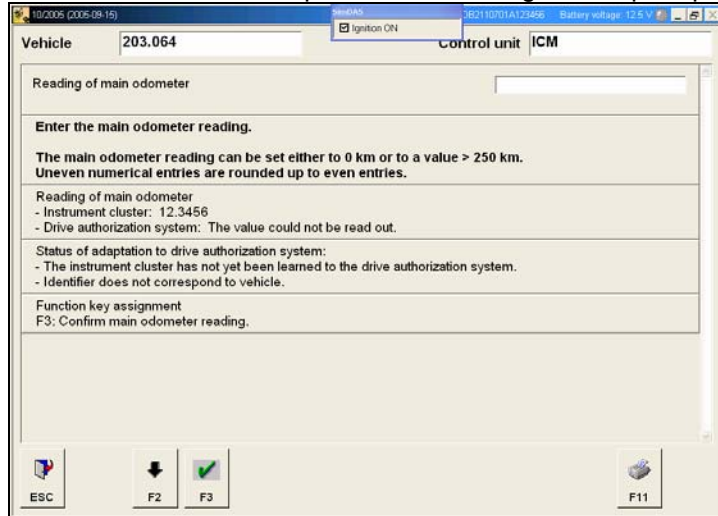 10/2005 (2005-09-15)
SimDAS
DB2110701A123456 Battery voltage: 12.5 V
Ignition ON
Vehicle 203.064 Control unit ICM
Reading of main odometer
Enter the main odometer reading.
The main odometer reading can be set either to 0 km or to a value > 250 km.
Uneven numerical entries are rounded up to even entries.
Reading of main odometer
- Instrument cluster: 12.3456
- Drive authorization system: The value could not be read out.
Status of adaptation to drive authorization system:
- The instrument cluster has not yet been learned to the drive authorization system.
- Identifier does not correspond to vehicle.
Function key assignment
F3: Confirm main odometer reading.
ESC F2 F3 F11